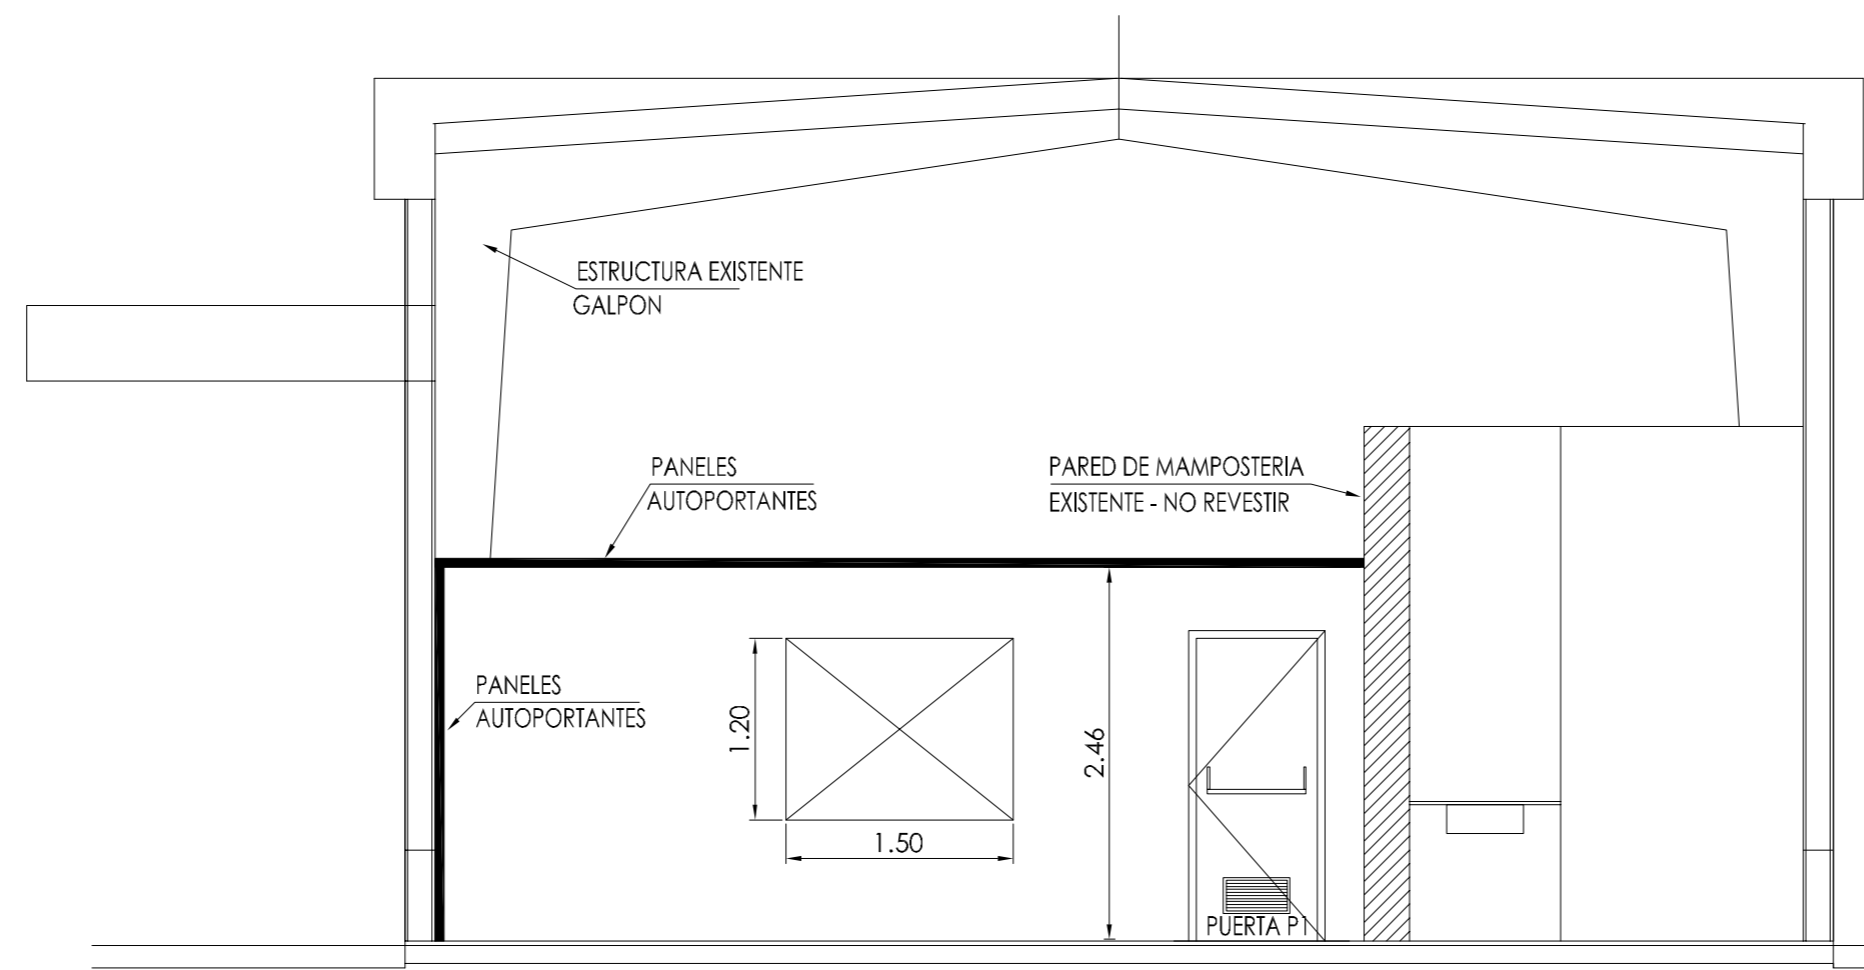 ESTRUCTURA EXISTENTE
GALPON
PANELES
AUTOPORTANTES
PARED DE MAMPOSTERIA
EXISTENTE - NO REVESTIR
PANELES
AUTOPORTANTES
1.20
1.50
2.46
PUERTA P1